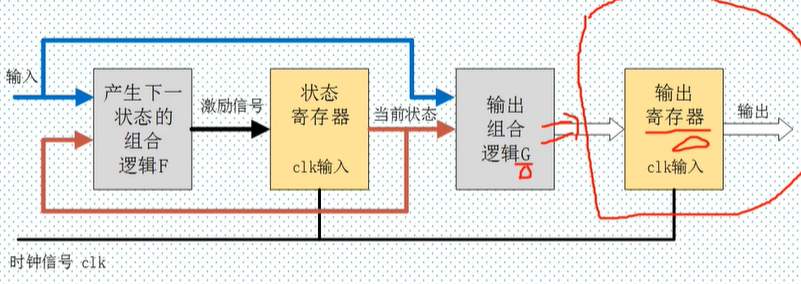 输入
产生下一
状态的
组合
逻辑F
激励信号
状态
寄存器
clk输入
当前状态
输出
组合
逻辑G
输出
寄存器
clk输入
输出
时钟信号 clk